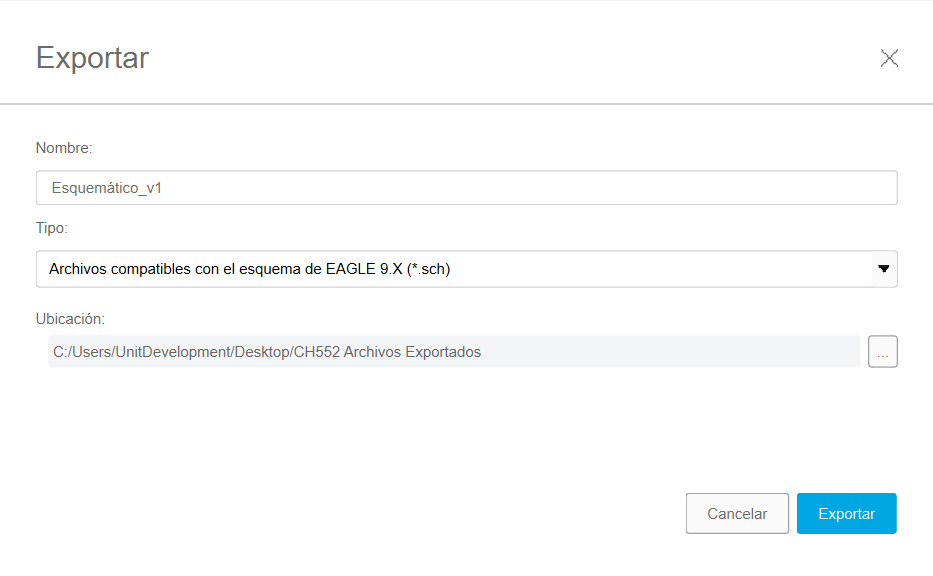 Exportar
Nombre:
Esquemático_v1
Tipo:
Archivos compatibles con el esquema de EAGLE 9.X (*.sch)
Ubicación:
C:/Users/UnitDevelopment/Desktop/CH552 Archivos Exportados
...
Cancelar
Exportar